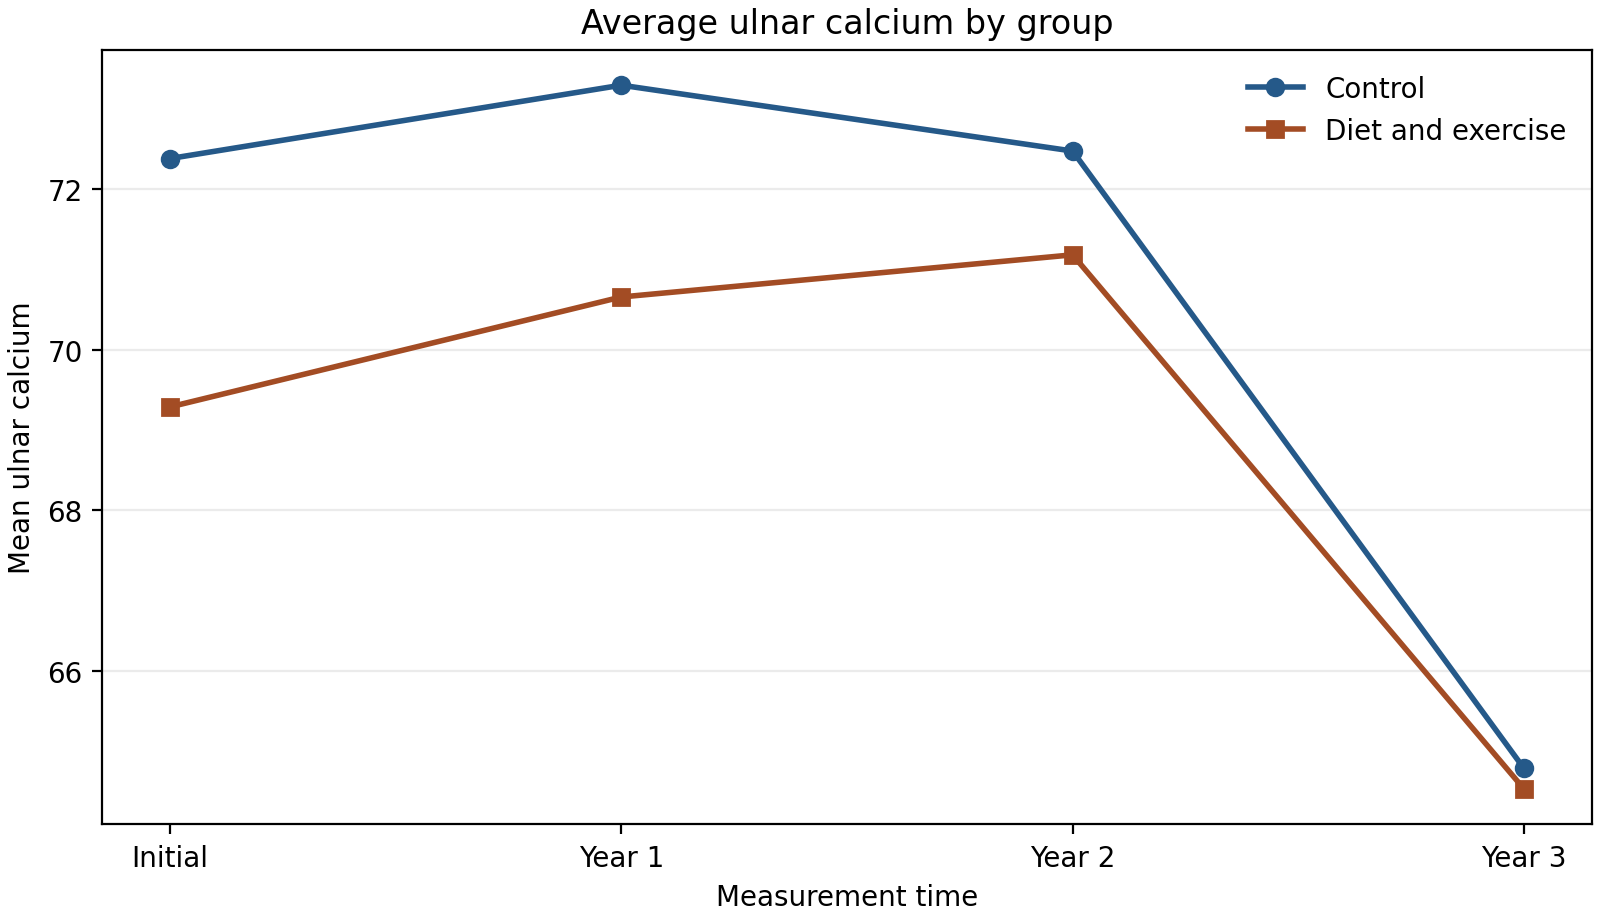 Average ulnar calcium by group
Control
Diet and exercise
Mean ulnar calcium
72
70
68
66
Initial
Year 1
Year 2
Year 3
Measurement time